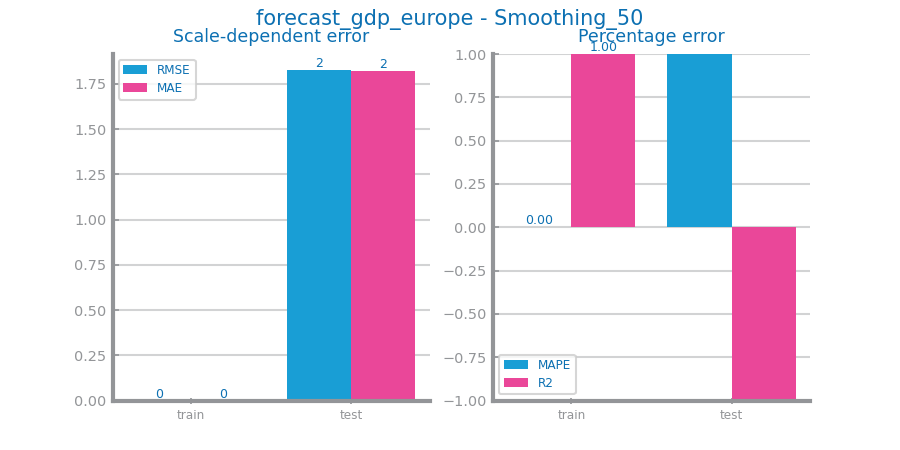 forecast_gdp_europe - Smoothing_50
Scale-dependent error
RMSE
MAE
1.75
1.50
1.25
1.00
0.75
0.50
0.25
0.00
0
0
2
2
train
test
Percentage error
1.00
0.75
0.50
0.25
0.00
−0.25
−0.50
−0.75
−1.00
0.00
1.00
MAPE
R2
train
test